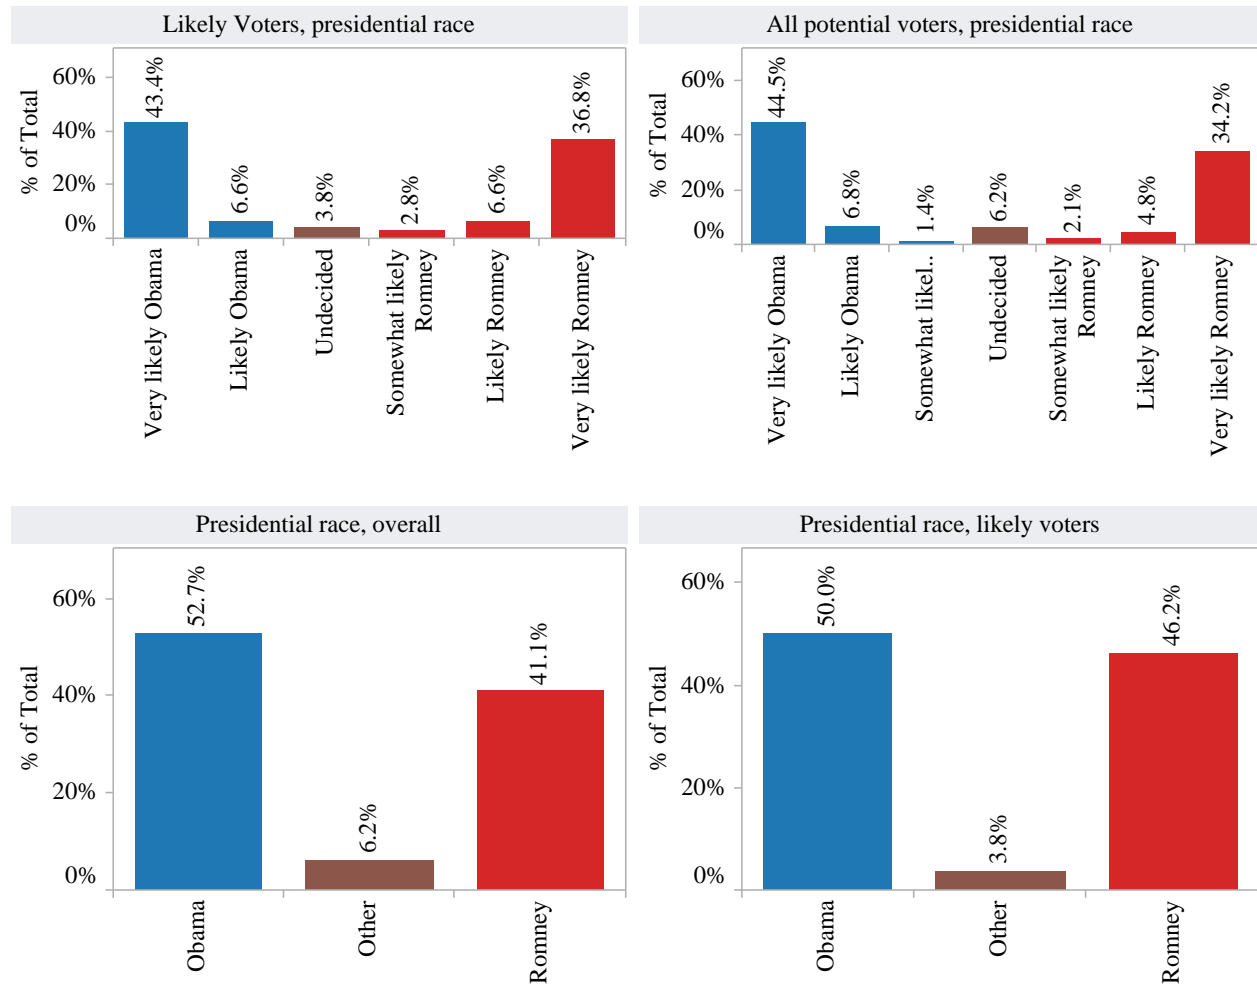 Likely Voters, presidential race
% of Total
60%
40%
20%
0%
43.4%
6.6%
3.8%
2.8%
6.6%
36.8%
Very likely Obama
Likely Obama
Undecided
Somewhat likely
Romney
Likely Romney
Very likely Romney
All potential voters, presidential race
% of Total
60%
40%
20%
0%
44.5%
6.8%
1.4%
6.2%
2.1%
4.8%
34.2%
Very likely Obama
Likely Obama
Somewhat likel..
Undecided
Somewhat likely
Romney
Likely Romney
Very likely Romney
Presidential race, overall
% of Total
60%
40%
20%
0%
52.7%
6.2%
41.1%
Obama
Other
Romney
Presidential race, likely voters
% of Total
60%
40%
20%
0%
50.0%
3.8%
46.2%
Obama
Other
Romney